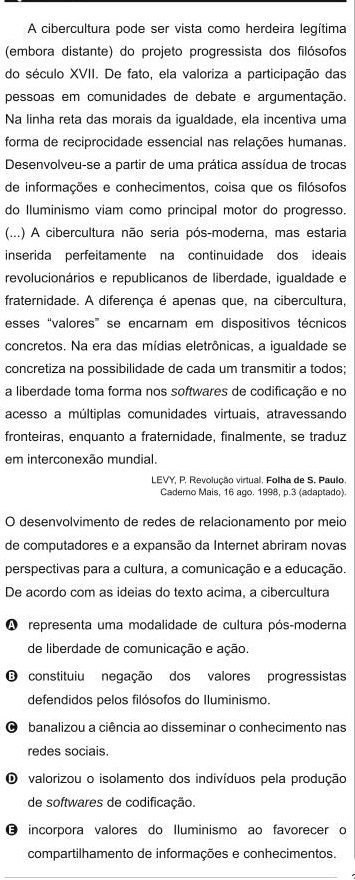 A cibercultura pode ser vista como herdeira legítima
(embora distante) do projeto progressista dos filósofos
do século XVII. De fato, ela valoriza a participação das
pessoas em comunidades de debate e argumentação.
Na linha reta das morais da igualdade, ela incentiva uma
forma de reciprocidade essencial nas relações humanas.
Desenvolveu-se a partir de uma prática assídua de trocas
de informações e conhecimentos, coisa que os filósofos
do Iluminismo viam como principal motor do progresso.
(...) A cibercultura não seria pós-moderna, mas estaria
inserida perfeitamente na continuidade dos ideais
revolucionários e republicanos de liberdade, igualdade e
fraternidade. A diferença é apenas que, na cibercultura,
esses “valores” se encarnam em dispositivos técnicos
concretos. Na era das mídias eletrônicas, a igualdade se
concretiza na possibilidade de cada um transmitir a todos;
a liberdade toma forma nos softwares de codificação e no
acesso a múltiplas comunidades virtuais, atravessando
fronteiras, enquanto a fraternidade, finalmente, se traduz
em interconexão mundial.
LEVY, P. Revolução virtual. Folha de S. Paulo.
Caderno Mais, 16 ago. 1998, p.3 (adaptado).
O desenvolvimento de redes de relacionamento por meio
de computadores e a expansão da Internet abriram novas
perspectivas para a cultura, a comunicação e a educação.
De acordo com as ideias do texto acima, a cibercultura
A representa uma modalidade de cultura pós-moderna
de liberdade de comunicação e ação.
B constituiu negação dos valores progressistas
defendidos pelos filósofos do Iluminismo.
C banalizou a ciência ao disseminar o conhecimento nas
redes sociais.
D valorizou o isolamento dos indivíduos pela produção
de softwares de codificação.
E incorpora valores do Iluminismo ao favorecer o
compartilhamento de informações e conhecimentos.